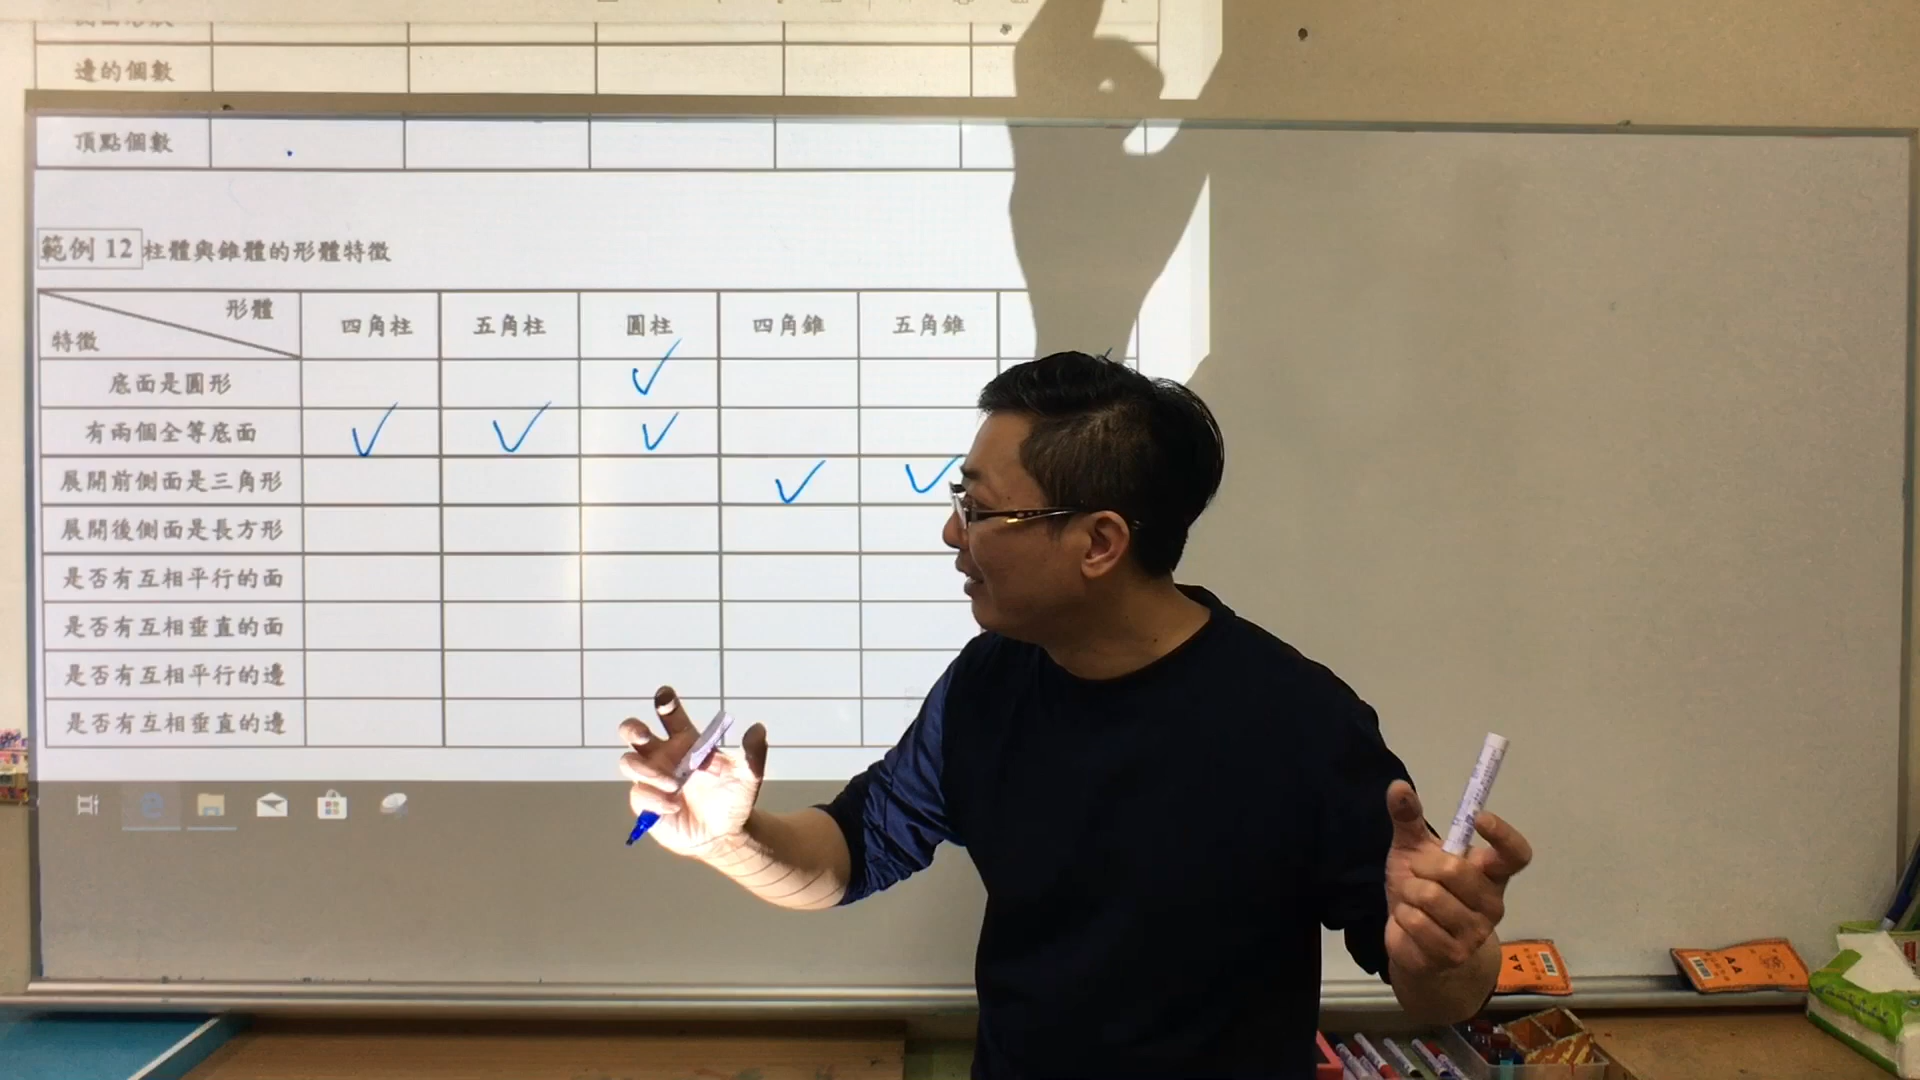 邊的個數
頂點個數
範例 12 柱體與錐體的形體特徵
形體
特徵
四角柱 五角柱 圓柱 四角錐 五角錐
底面是圓形 ✓
有兩個全等底面 ✓ ✓ ✓
展開前側面是三角形 ✓ ✓
展開後側面是長方形
是否有互相平行的面
是否有互相垂直的面
是否有互相平行的邊
是否有互相垂直的邊